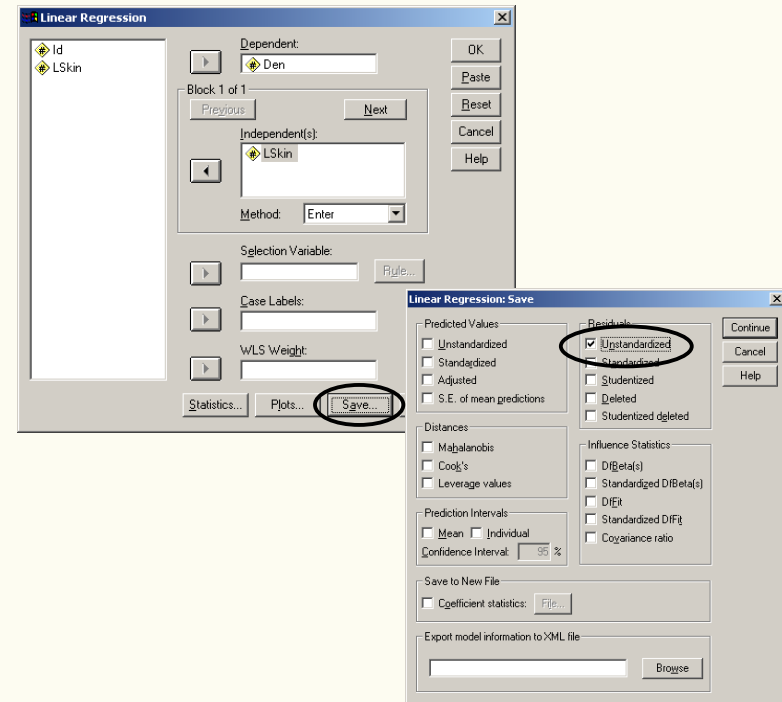 Linear Regression
Id
LSkin
Dependent:
Den
Block 1 of 1
Previous
Next
Independent(s):
LSkin
Method:
Enter
Selection Variable:
Rule...
Case Labels:
WLS Weight:
Statistics...
Plots...
Save...
OK
Paste
Reset
Cancel
Help
Linear Regression: Save
Predicted Values
Unstandardized
Standardized
Adjusted
S.E. of mean predictions
Distances
Mahalanobis
Cook's
Leverage values
Prediction Intervals
Mean Individual
Confidence Interval: 95 %
Residuals
Unstandardized
Standardized
Studentized
Deleted
Studentized deleted
Influence Statistics
DfBeta(s)
Standardized DfBeta(s)
DfFit
Standardized DfFit
Covariance ratio
Continue
Cancel
Help
Save to New File
Coefficient statistics: File...
Export model information to XML file
Browse